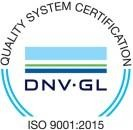 QUALITY SYSTEM CERTIFICATION
DNV·GL
ISO 9001:2015